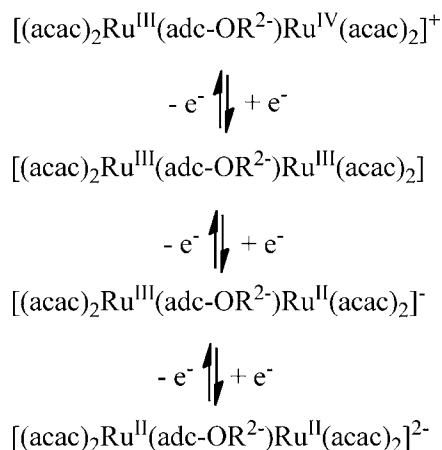 [(acac)₂Ruᴵᴵᴵ(adc-OR²⁻)Ruᴵⱽ(acac)₂]⁺
- e⁻ + e⁻
[(acac)₂Ruᴵᴵᴵ(adc-OR²⁻)Ruᴵᴵᴵ(acac)₂]
- e⁻ + e⁻
[(acac)₂Ruᴵᴵᴵ(adc-OR²⁻)Ruᴵᴵ(acac)₂]⁻
- e⁻ + e⁻
[(acac)₂Ruᴵᴵ(adc-OR²⁻)Ruᴵᴵ(acac)₂]²⁻